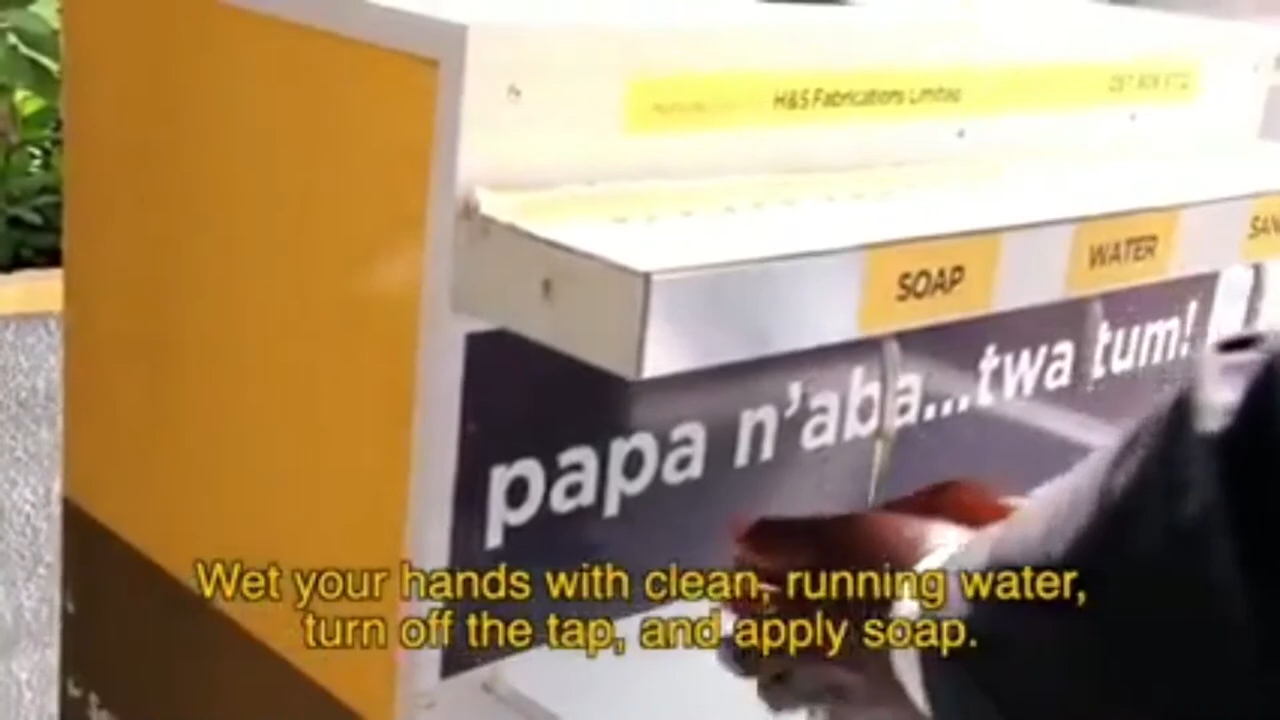 H&S Fabrications Limited
SOAP
WATER
papa n'aba...twa tum!
Wet your hands with clean, running water,
turn off the tap, and apply soap.